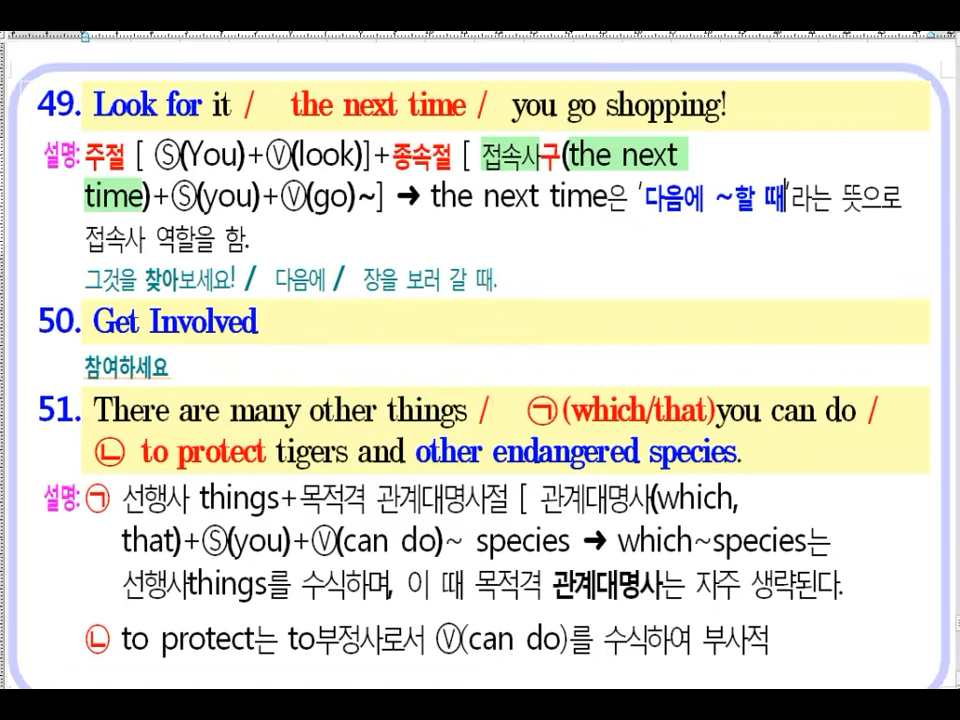 49. Look for it / the next time / you go shopping!
설명: 주절 [ Ⓢ(You)+Ⓥ(look)]+종속절 [ 접속사구(the next
time)+Ⓢ(you)+Ⓥ(go)~] ➜ the next time은 '다음에 ~할 때'라는 뜻으로
접속사 역할을 함.
그것을 찾아보세요! / 다음에 / 장을 보러 갈 때.
50. Get Involved
참여하세요
51. There are many other things / ㉠ (which/that)you can do /
㉡ to protect tigers and other endangered species.
설명: ㉠ 선행사 things+목적격 관계대명사절 [ 관계대명사(which,
that)+Ⓢ(you)+Ⓥ(can do)~ species ➜ which~species는
선행사things를 수식하며, 이 때 목적격 관계대명사는 자주 생략된다.
㉡ to protect는 to부정사로서 Ⓥ(can do)를 수식하여 부사적